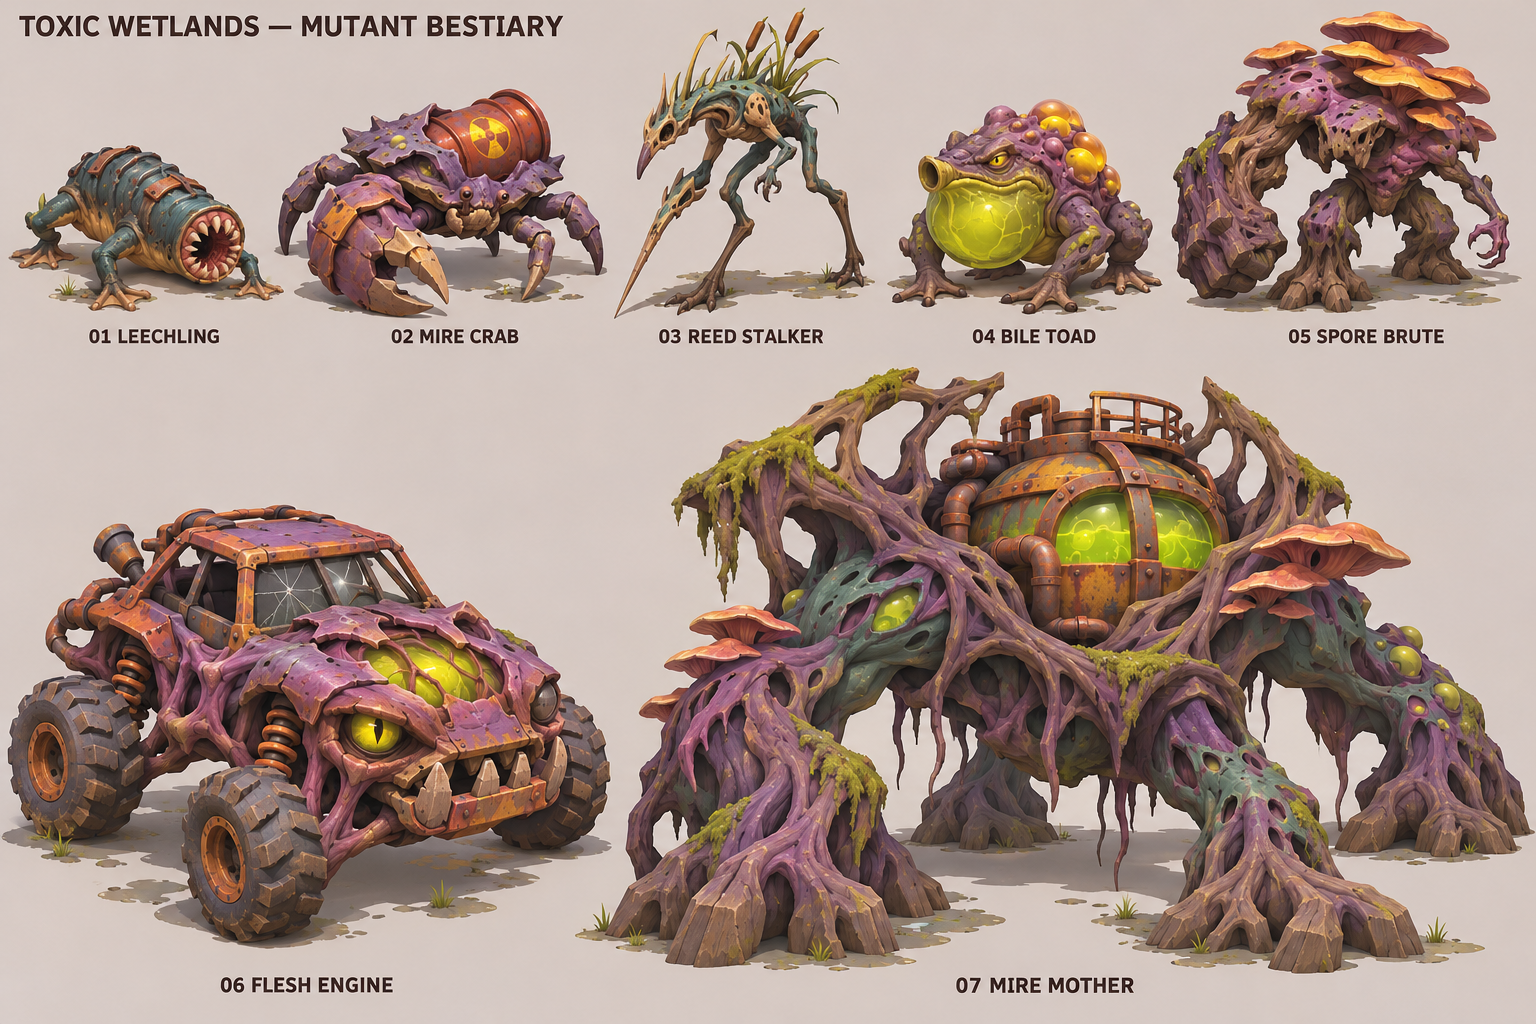 TOXIC WETLANDS — MUTANT BESTIARY
01 LEECHLING
02 MIRE CRAB
03 REED STALKER
04 BILE TOAD
05 SPORE BRUTE
06 FLESH ENGINE
07 MIRE MOTHER